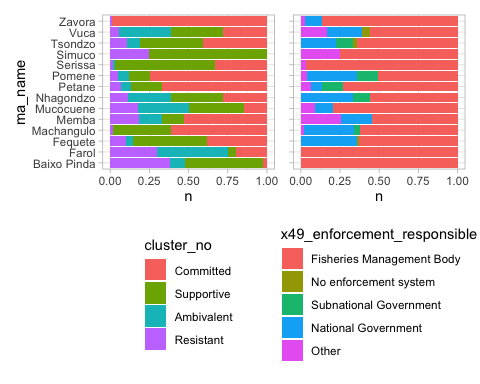 ma_name
Zavora
Vuca
Tsondzo
Simuco
Serissa
Pomene
Petane
Nhagondzo
Mucocuene
Memba
Machangulo
Fequete
Farol
Baixo Pinda
0.00 0.25 0.50 0.75 1.00 0.00 0.25 0.50 0.75 1.00
n n
cluster_no
Committed
Supportive
Ambivalent
Resistant
x49_enforcement_responsible
Fisheries Management Body
No enforcement system
Subnational Government
National Government
Other